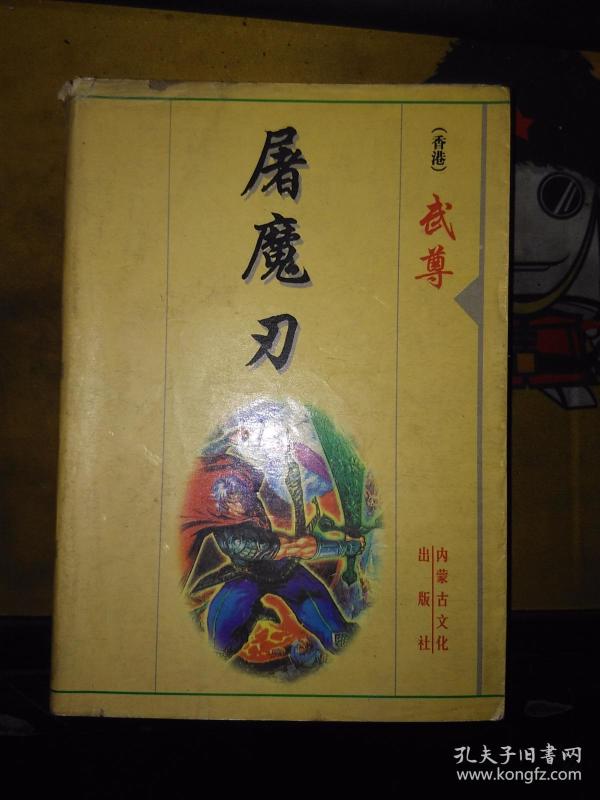 (香港)
武尊
屠魔刃
内蒙古文化
出版社
孔夫子旧书网
www.kongfz.com